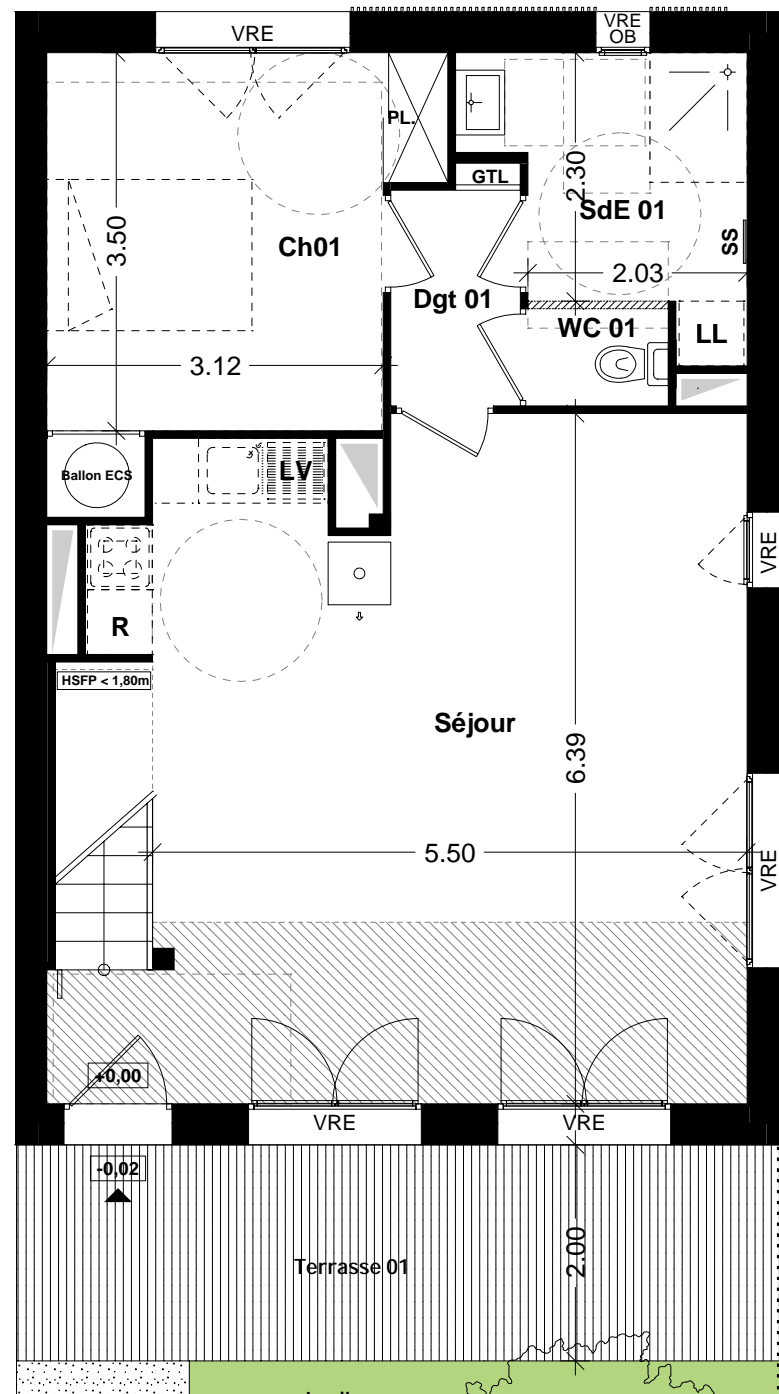 VRE
VRE
OB
PL.
GTL
2.30
SdE 01
3.50
Ch01
SS
2.03
Dgt 01
WC 01
LL
3.12
Ballon ECS
LV
VRE
R
HSFP < 1,80m
Séjour
6.39
5.50
VRE
+0,00
VRE
VRE
-0,02
2.00
Terrasse 01